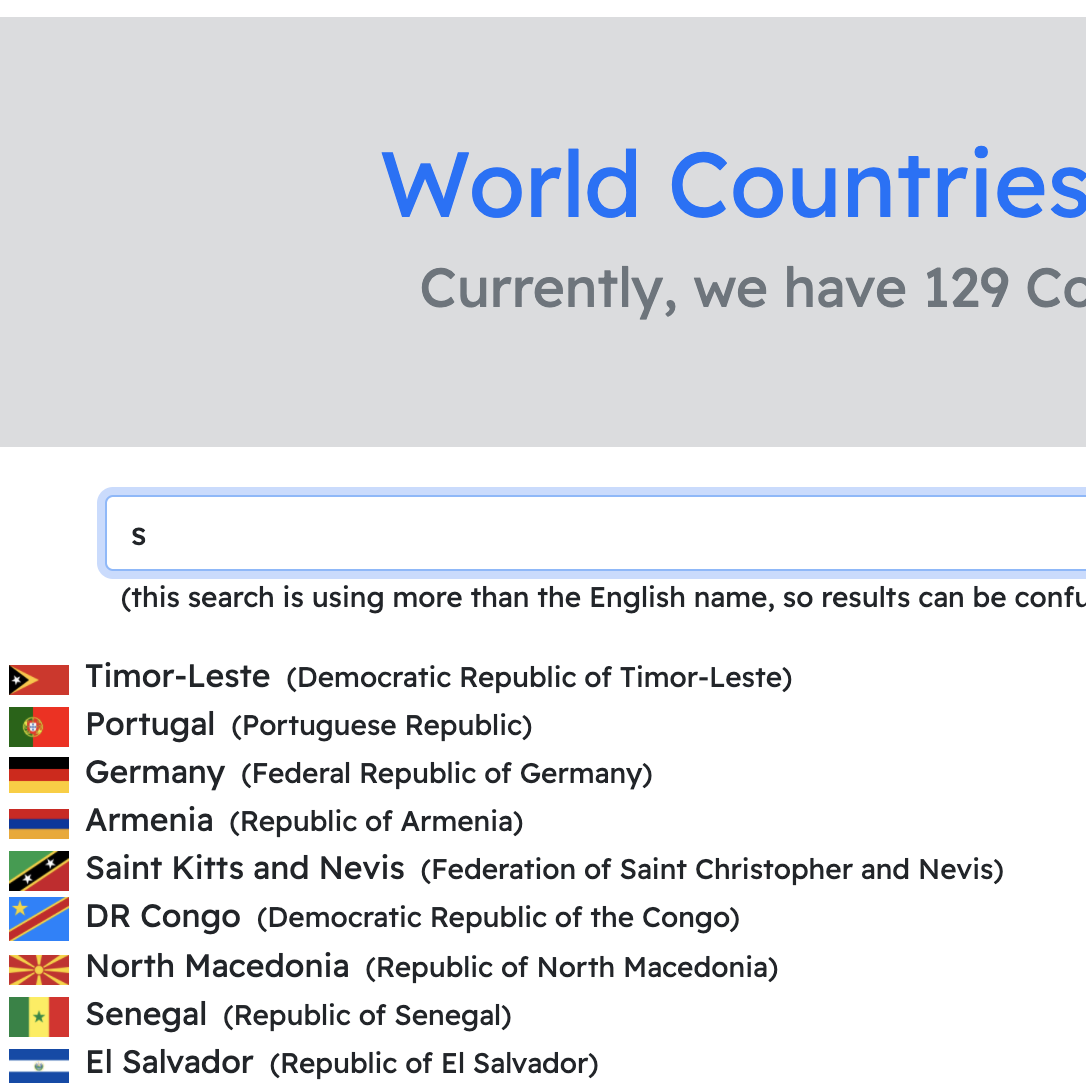 World Countries
Currently, we have 129 Co
s
(this search is using more than the English name, so results can be confu
Timor-Leste (Democratic Republic of Timor-Leste)
Portugal (Portuguese Republic)
Germany (Federal Republic of Germany)
Armenia (Republic of Armenia)
Saint Kitts and Nevis (Federation of Saint Christopher and Nevis)
DR Congo (Democratic Republic of the Congo)
North Macedonia (Republic of North Macedonia)
Senegal (Republic of Senegal)
El Salvador (Republic of El Salvador)